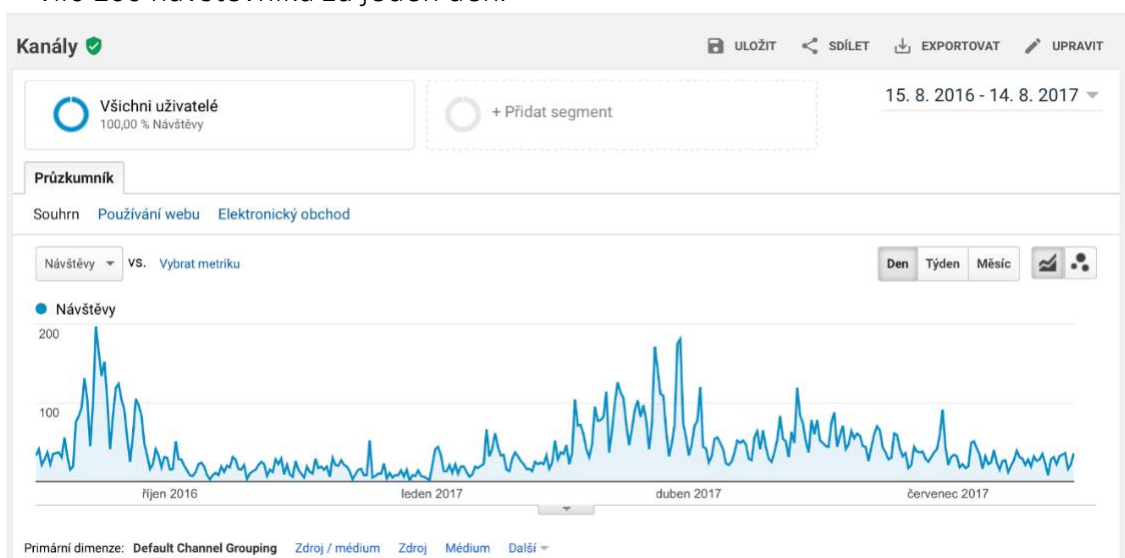 Kanály
ULOŽIT SDÍLET EXPORTOVAT UPRAVIT
Všichni uživatelé
100,00 % Návštěvy
+ Přidat segment
15. 8. 2016 - 14. 8. 2017
Průzkumník
Souhrn Používání webu Elektronický obchod
Návštěvy VS. Vybrat metriku
Den Týden Měsíc
Návštěvy
200
100
říjen 2016 leden 2017 duben 2017 červenec 2017
Primární dimenze: Default Channel Grouping Zdroj / médium Zdroj Médium Další